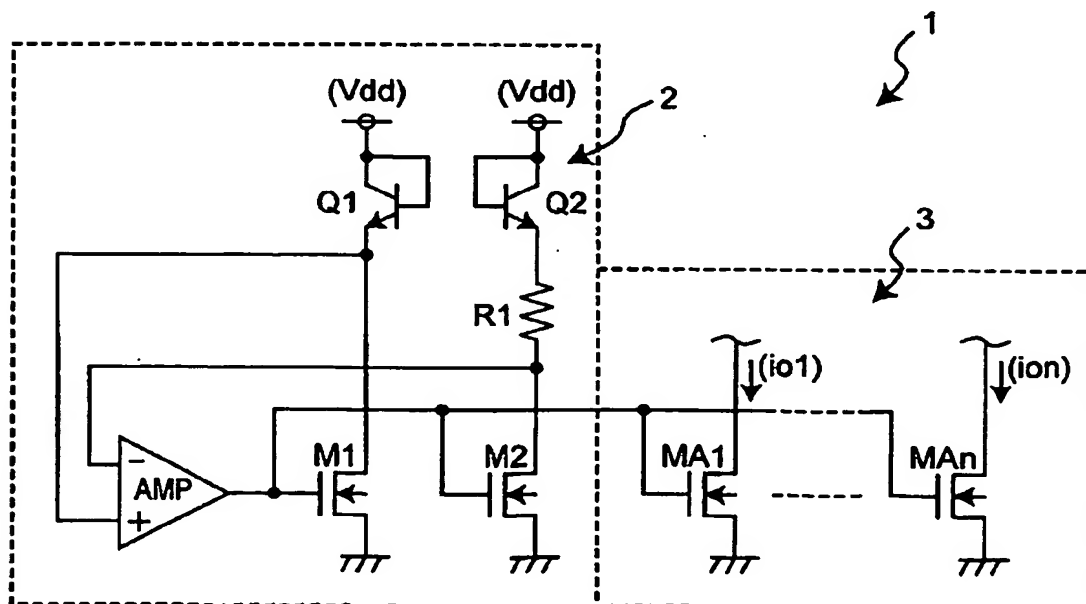 1
(Vdd) (Vdd) 2
Q1 Q2
3
R1
(io1) (ion)
M1 M2 MA1 MAn
− AMP +